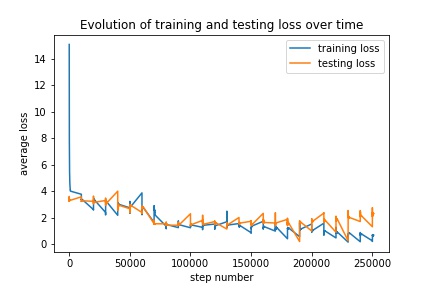 Evolution of training and testing loss over time
training loss
testing loss
average loss
14
12
10
8
6
4
2
0
0 50000 100000 150000 200000 250000
step number